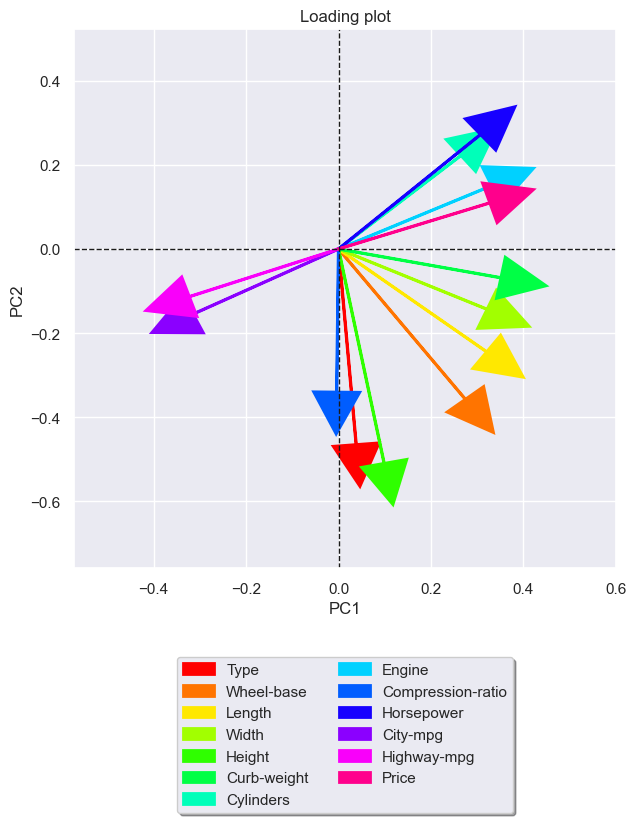 Loading plot
0.4
0.2
0.0
−0.2
−0.4
−0.6
PC2
−0.4
−0.2
0.0
0.2
0.4
0.6
PC1
Type
Wheel-base
Length
Width
Height
Curb-weight
Cylinders
Engine
Compression-ratio
Horsepower
City-mpg
Highway-mpg
Price